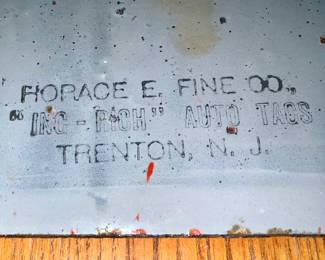 HORACE E. FINE CO.,
"ING-RICH" AUTO TAGS
TRENTON, N. J.